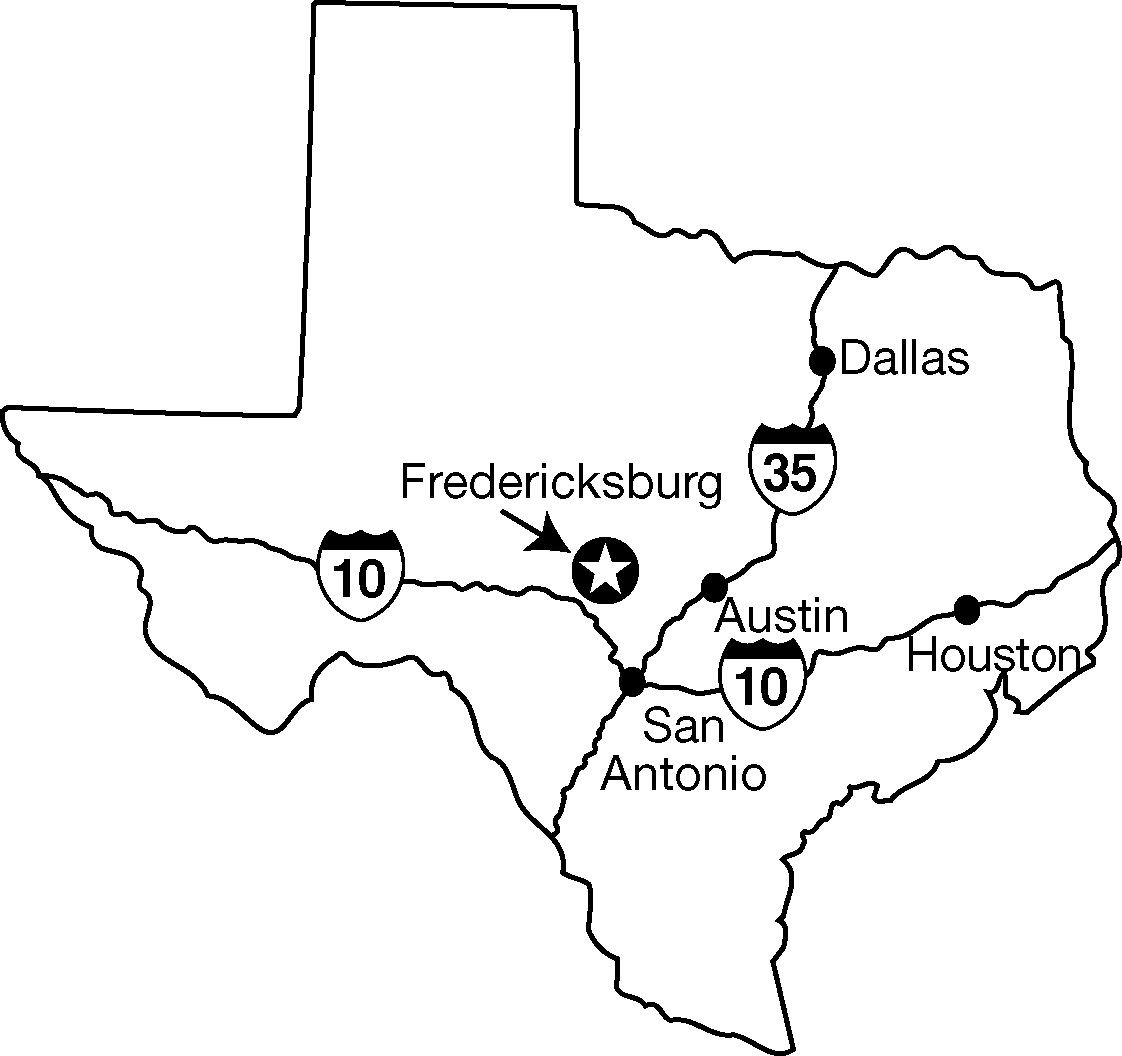 Dallas
35
Fredericksburg
10
Austin
Houston
10
San
Antonio